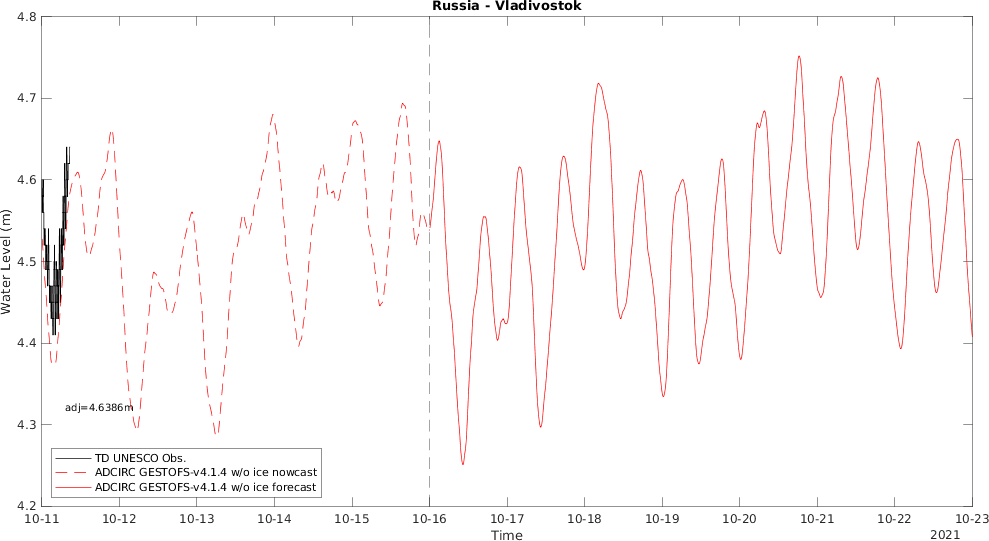 Russia - Vladivostok
4.8
4.7
4.6
4.5
4.4
4.3
4.2
Water Level (m)
adj=4.6386m
TD UNESCO Obs.
ADCIRC GESTOFS-v4.1.4 w/o ice nowcast
ADCIRC GESTOFS-v4.1.4 w/o ice forecast
10-11 10-12 10-13 10-14 10-15 10-16 10-17 10-18 10-19 10-20 10-21 10-22 10-23
Time
2021